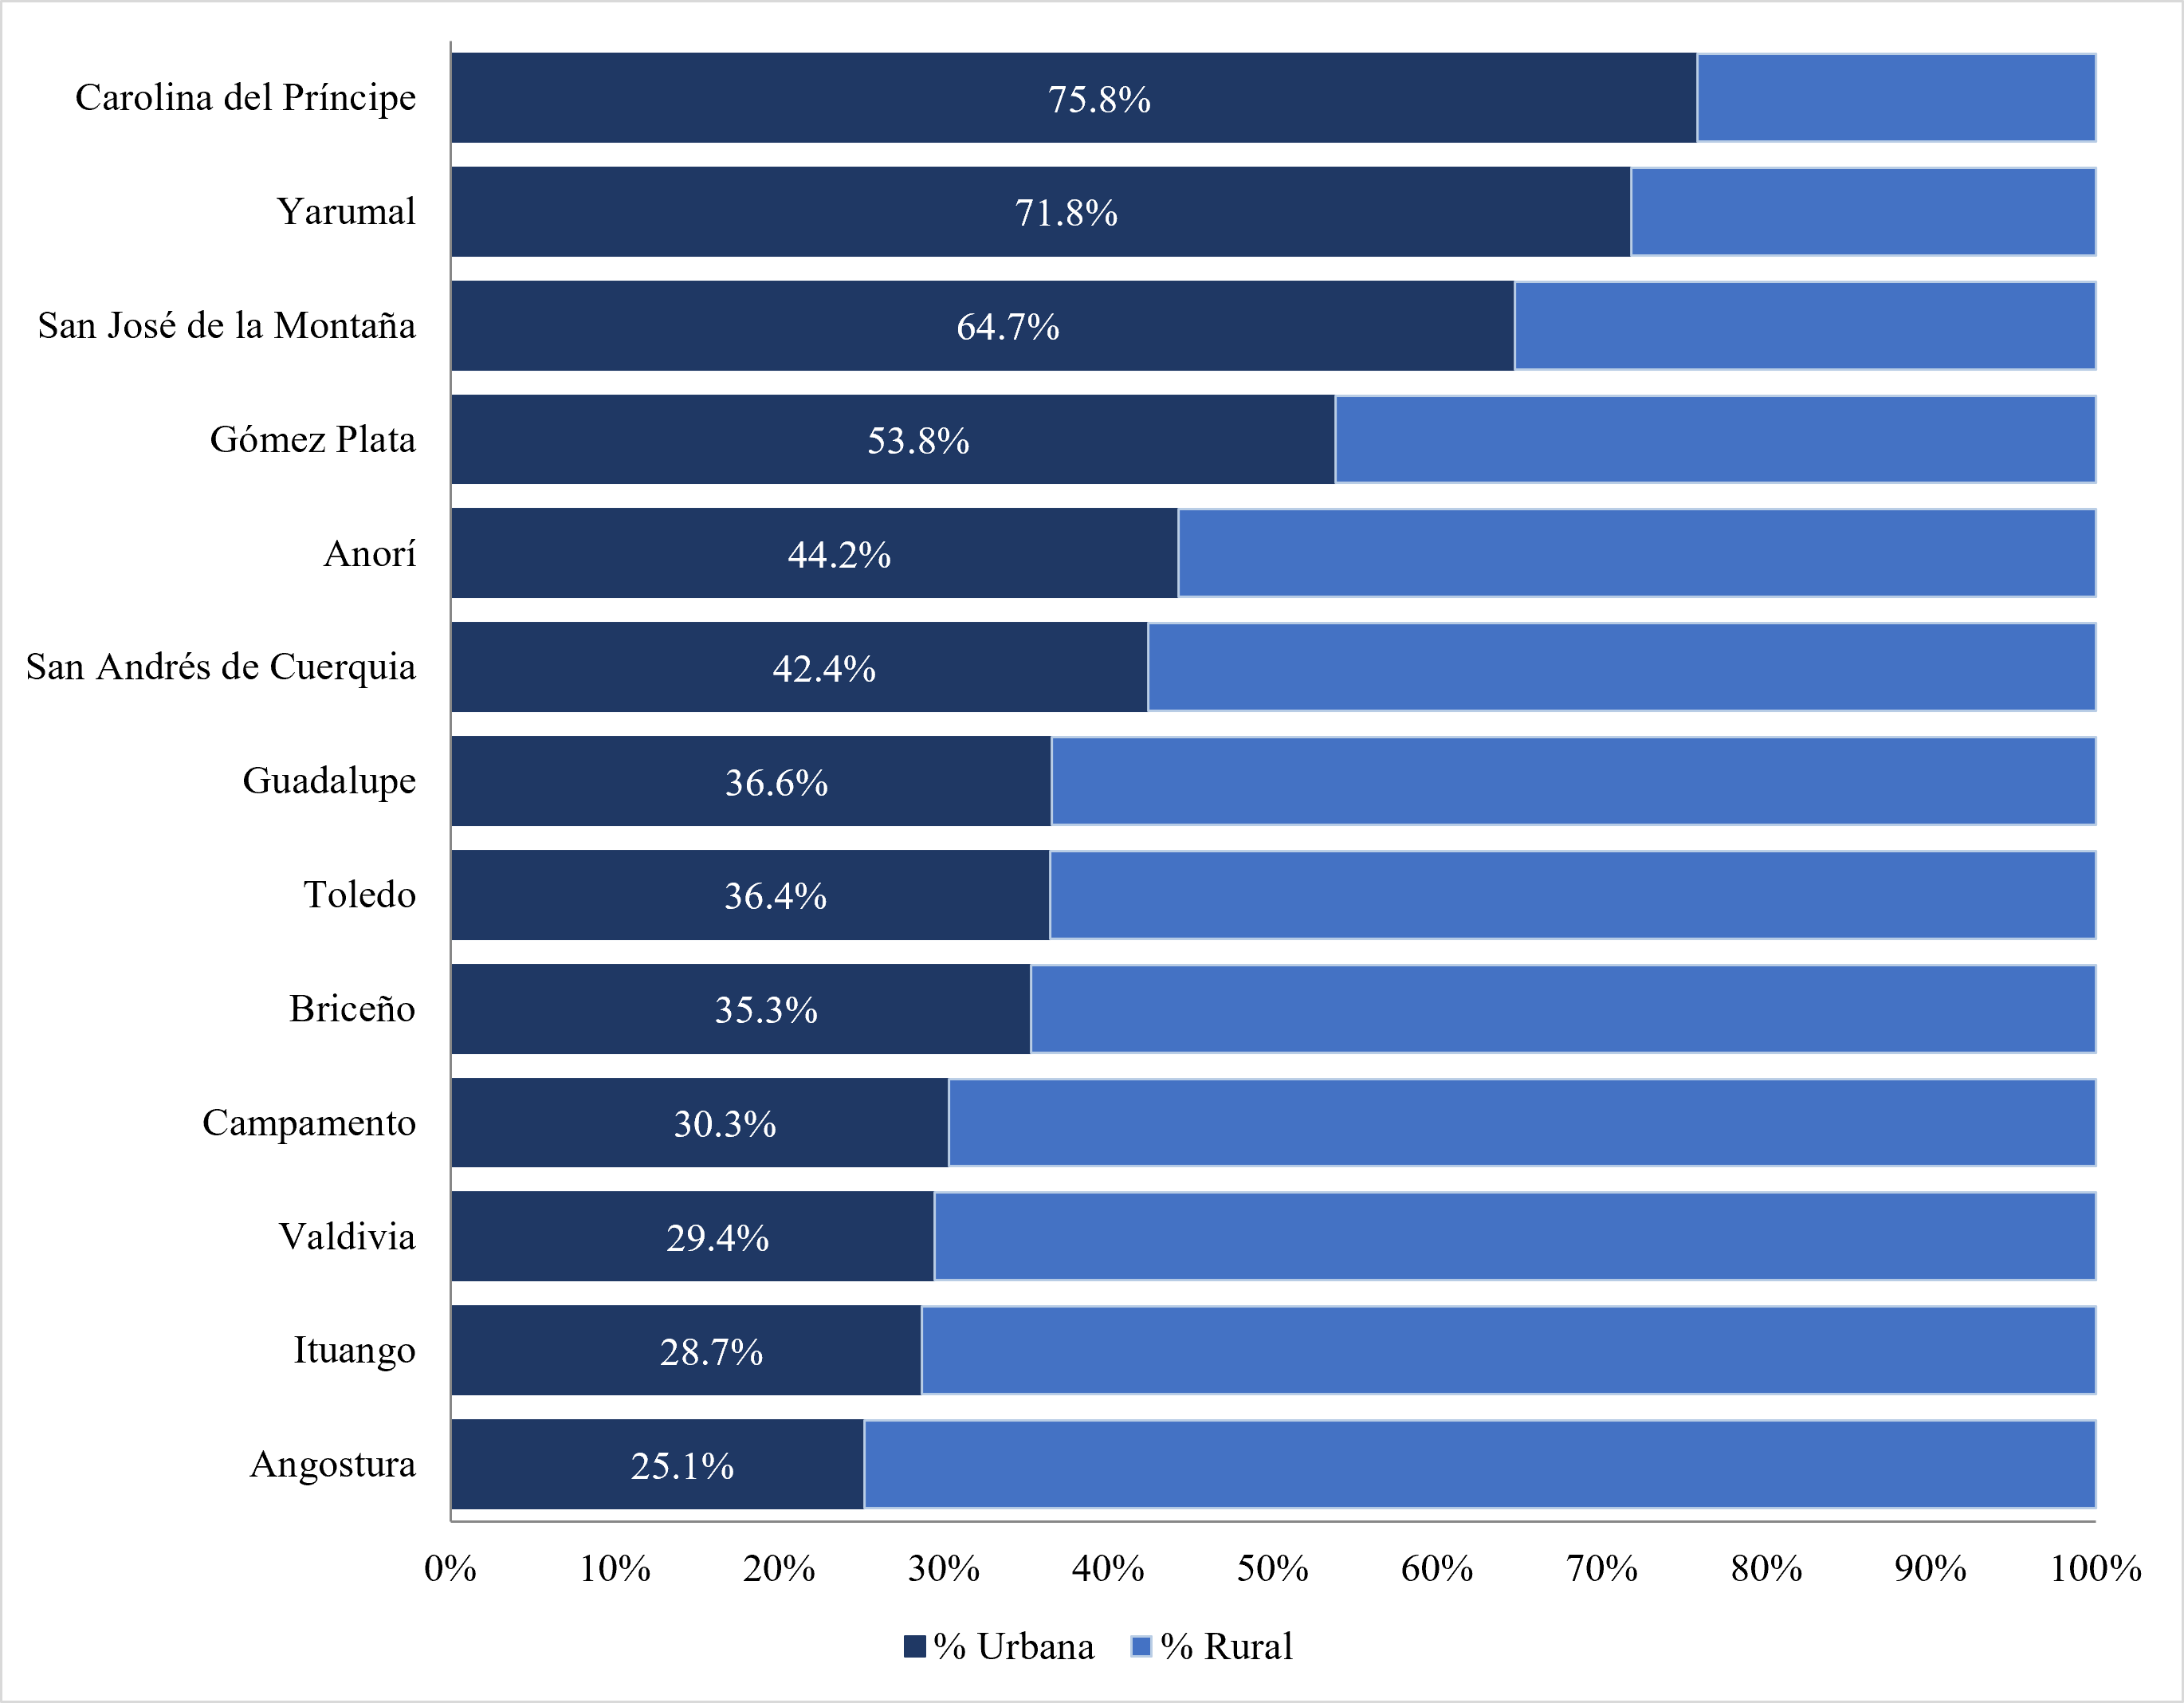 Carolina del Príncipe 75.8%
Yarumal 71.8%
San José de la Montaña 64.7%
Gómez Plata 53.8%
Anorí 44.2%
San Andrés de Cuerquia 42.4%
Guadalupe 36.6%
Toledo 36.4%
Briceño 35.3%
Campamento 30.3%
Valdivia 29.4%
Ituango 28.7%
Angostura 25.1%
0% 10% 20% 30% 40% 50% 60% 70% 80% 90% 100%
% Urbana % Rural